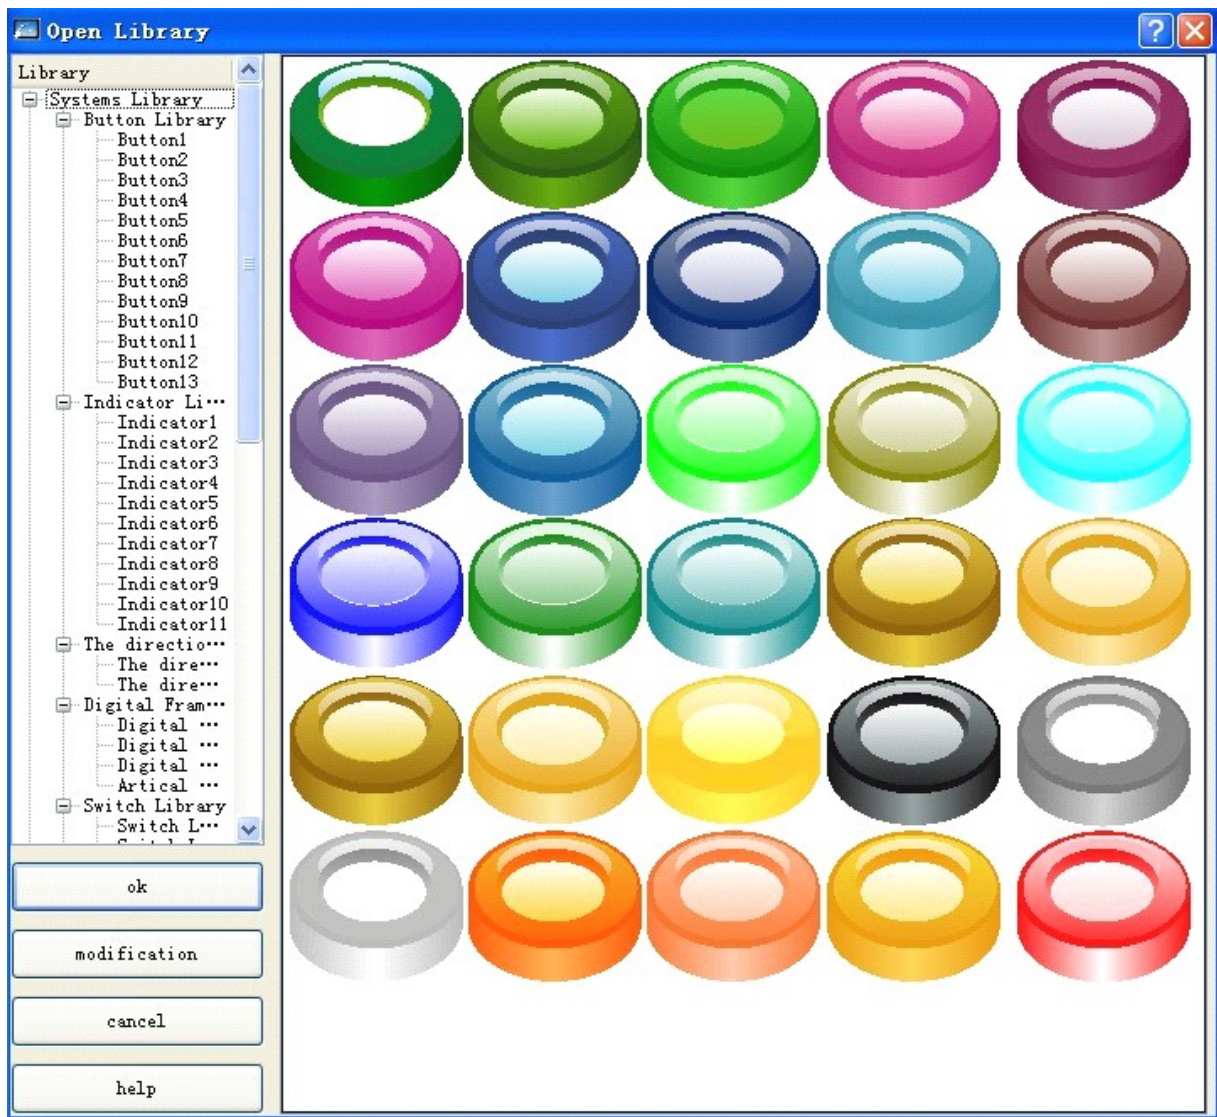 Open Library
Library
Systems Library
Button Library
Button1
Button2
Button3
Button4
Button5
Button6
Button7
Button8
Button9
Button10
Button11
Button12
Button13
Indicator Li···
Indicator1
Indicator2
Indicator3
Indicator4
Indicator5
Indicator6
Indicator7
Indicator8
Indicator9
Indicator10
Indicator11
The directio···
The dire···
The dire···
Digital Fram···
Digital ···
Digital ···
Digital ···
Artical ···
Switch Library
Switch L···
ok
modification
cancel
help